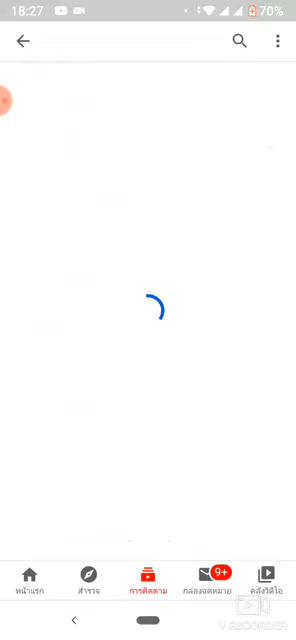 18:27
70%
9+
หน้าแรก
สำรวจ
การติดตาม
กล่องจดหมาย
คลังวิดีโอ
V RECORDER